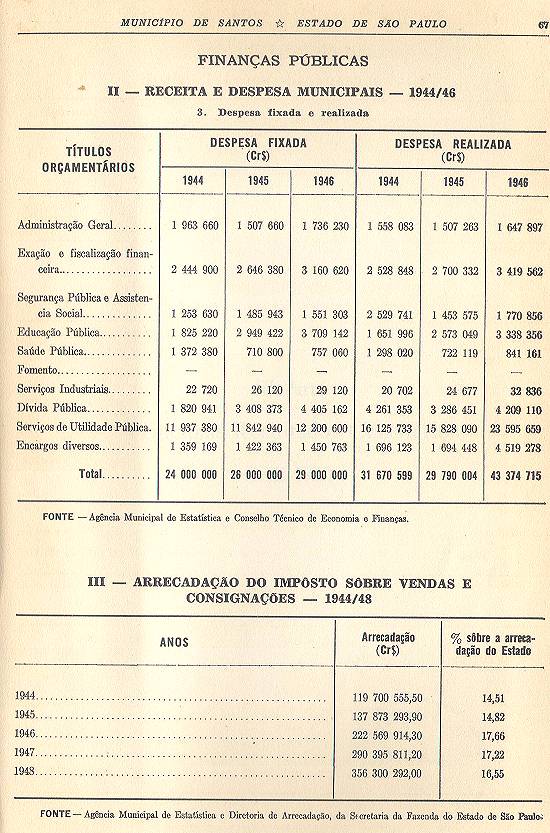 MUNICÍPIO DE SANTOS ☆ ESTADO DE SÃO PAULO 67
FINANÇAS PÚBLICAS
II — RECEITA E DESPESA MUNICIPAIS — 1944/46
3. Despesa fixada e realizada
TÍTULOS ORÇAMENTÁRIOS DESPESA FIXADA (Cr$) DESPESA REALIZADA (Cr$)
1944 1945 1946 1944 1945 1946
Administração Geral........ 1 963 660 1 507 660 1 736 230 1 558 083 1 507 263 1 647 897
Exação e fiscalização finan-
ceira.................. 2 444 900 2 646 380 3 160 620 2 528 848 2 700 332 3 419 562
Segurança Pública e Assisten-
cia Social.............. 1 253 630 1 485 943 1 551 303 2 529 741 1 453 575 1 770 856
Educação Pública.......... 1 825 220 2 949 422 3 709 142 1 651 996 2 573 049 3 338 356
Saúde Pública............. 1 372 380 710 800 757 060 1 298 020 722 119 841 161
Fomento.................. — — — — — —
Serviços Industriais......... 22 720 26 120 29 120 20 702 24 677 32 836
Dívida Pública............. 1 820 941 3 408 373 4 405 162 4 261 353 3 286 451 4 209 110
Serviços de Utilidade Pública. 11 937 380 11 842 940 12 200 600 16 125 733 15 828 090 23 595 659
Encargos diversos.......... 1 359 169 1 422 363 1 450 763 1 696 123 1 694 448 4 519 278
Total.......... 24 000 000 26 000 000 29 000 000 31 670 599 29 790 004 43 374 715
FONTE — Agência Municipal de Estatística e Conselho Técnico de Economia e Finanças.
III — ARRECADAÇÃO DO IMPÔSTO SÔBRE VENDAS E
CONSIGNAÇÕES — 1944/48
ANOS Arrecadação (Cr$) % sôbre a arreca-dação do Estado
1944.......................................................... 119 700 555,50 14,51
1945.......................................................... 137 873 293,90 14,82
1946.......................................................... 222 569 914,30 17,66
1947.......................................................... 290 395 811,20 17,22
1948.......................................................... 356 300 292,00 16,55
FONTE — Agência Municipal de Estatística e Diretoria de Arrecadação, da Secretaria da Fazenda do Estado de São Paulo.